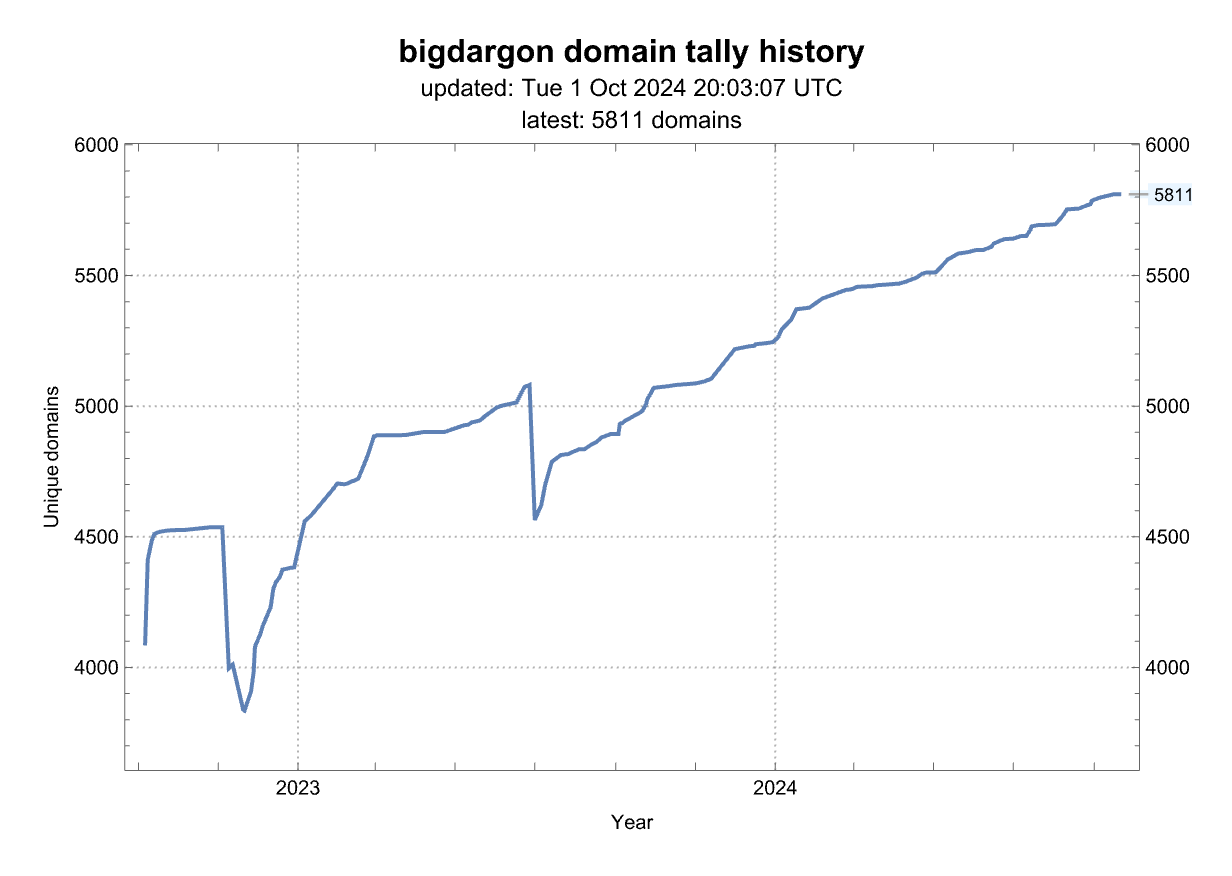 bigdargon domain tally history
updated: Tue 1 Oct 2024 20:03:07 UTC
latest: 5811 domains
6000 6000
5811
5500 5500
5000 5000
Unique domains
4500 4500
4000 4000
2023 2024
Year